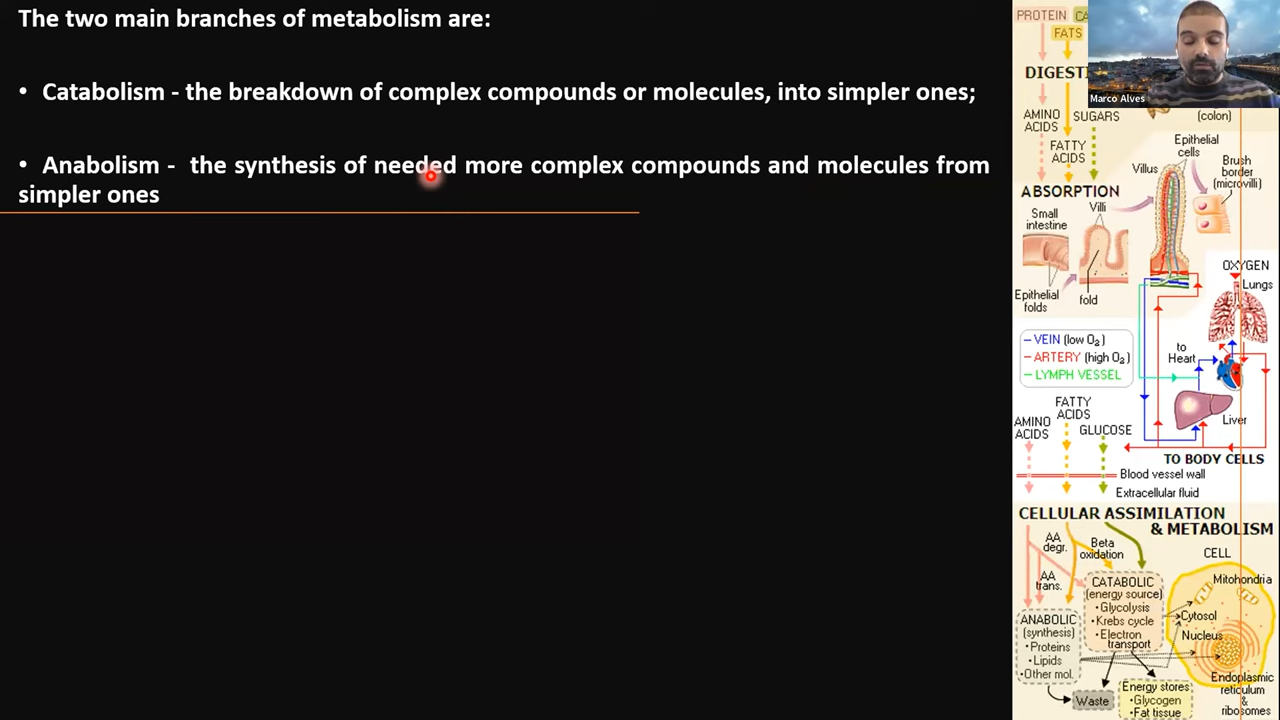 The two main branches of metabolism are:
• Catabolism - the breakdown of complex compounds or molecules, into simpler ones;
• Anabolism - the synthesis of needed more complex compounds and molecules from
simpler ones
PROTEIN
FATS
Marco Alves
AMINO
ACIDS
SUGARS
FATTY
ACIDS
(colon)
ABSORPTION
Small
intestine
Villi
Epithelial
folds
fold
Villus
Epithelial
cells
Brush
border
(microvilli)
OXYGEN
Lungs
– VEIN (low O₂)
– ARTERY (high O₂)
– LYMPH VESSEL
to
Heart
Liver
AMINO
ACIDS
FATTY
ACIDS
GLUCOSE
TO BODY CELLS
Blood vessel wall
Extracellular fluid
CELLULAR ASSIMILATION
& METABOLISM
AA
degr.
Beta
oxidation
AA
trans.
CELL
Mitohondria
Cytosol
Nucleus
Endoplasmic
reticulum
&
ribosomes
CATABOLIC
(energy source)
•Glycolysis
•Krebs cycle
•Electron
transport
ANABOLIC
(synthesis)
•Proteins
•Lipids
•Other mol.
Waste
Energy stores
•Glycogen
•Fat tissue